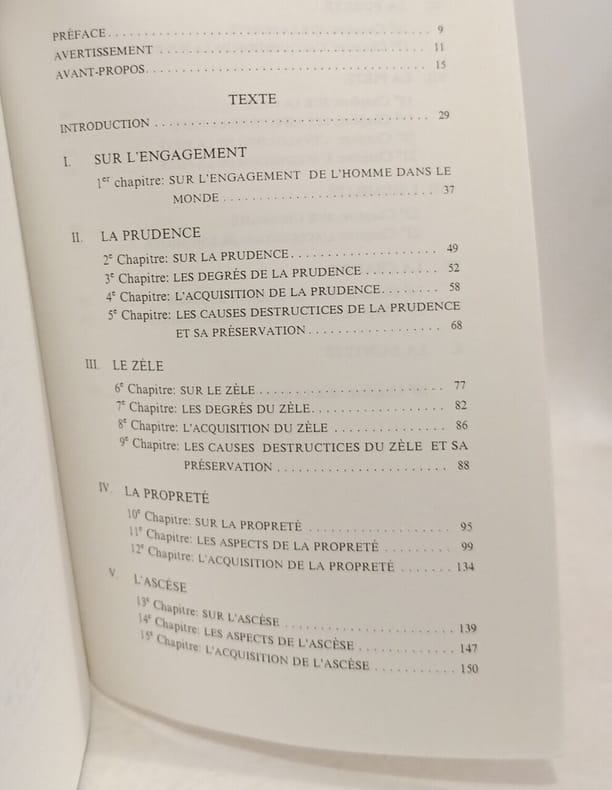 PRÉFACE . . . . . . . . . . . . . . . . . . . . . . . . . . . . . . . . . . . . . . . 9
AVERTISSEMENT . . . . . . . . . . . . . . . . . . . . . . . . . . . . . . . . 11
AVANT-PROPOS. . . . . . . . . . . . . . . . . . . . . . . . . . . . . . . . . . 15
TEXTE
INTRODUCTION . . . . . . . . . . . . . . . . . . . . . . . . . . . . . . . . . 29
I. SUR L'ENGAGEMENT
1er chapitre: SUR L'ENGAGEMENT DE L'HOMME DANS LE
MONDE . . . . . . . . . . . . . . . . . . . . . . . . 37
II. LA PRUDENCE
2e Chapitre: SUR LA PRUDENCE. . . . . . . . . . . . . . . . . 49
3e Chapitre: LES DEGRÉS DE LA PRUDENCE . . . . . . . . . 52
4e Chapitre: L'ACQUISITION DE LA PRUDENCE. . . . . . . . 58
5e Chapitre: LES CAUSES DESTRUCTICES DE LA PRUDENCE
ET SA PRÉSERVATION . . . . . . . . . . . . . . . 68
III. LE ZÈLE
6e Chapitre: SUR LE ZÈLE . . . . . . . . . . . . . . . . . . . . . 77
7e Chapitre: LES DEGRÉS DU ZÈLE. . . . . . . . . . . . . . . 82
8e Chapitre: L'ACQUISITION DU ZÈLE . . . . . . . . . . . . . 86
9e Chapitre: LES CAUSES DESTRUCTICES DU ZÈLE ET SA
PRÉSERVATION . . . . . . . . . . . . . . . . . . . 88
IV. LA PROPRETÉ
10e Chapitre: SUR LA PROPRETÉ . . . . . . . . . . . . . . . . 95
11e Chapitre: LES ASPECTS DE LA PROPRETÉ . . . . . . . . 99
12e Chapitre: L'ACQUISITION DE LA PROPRETÉ . . . . . . . 134
V. L'ASCÈSE
13e Chapitre: SUR L'ASCÈSE . . . . . . . . . . . . . . . . . . . 139
14e Chapitre: LES ASPECTS DE L'ASCÈSE . . . . . . . . . . . 147
15e Chapitre: L'ACQUISITION DE L'ASCÈSE . . . . . . . . . . 150